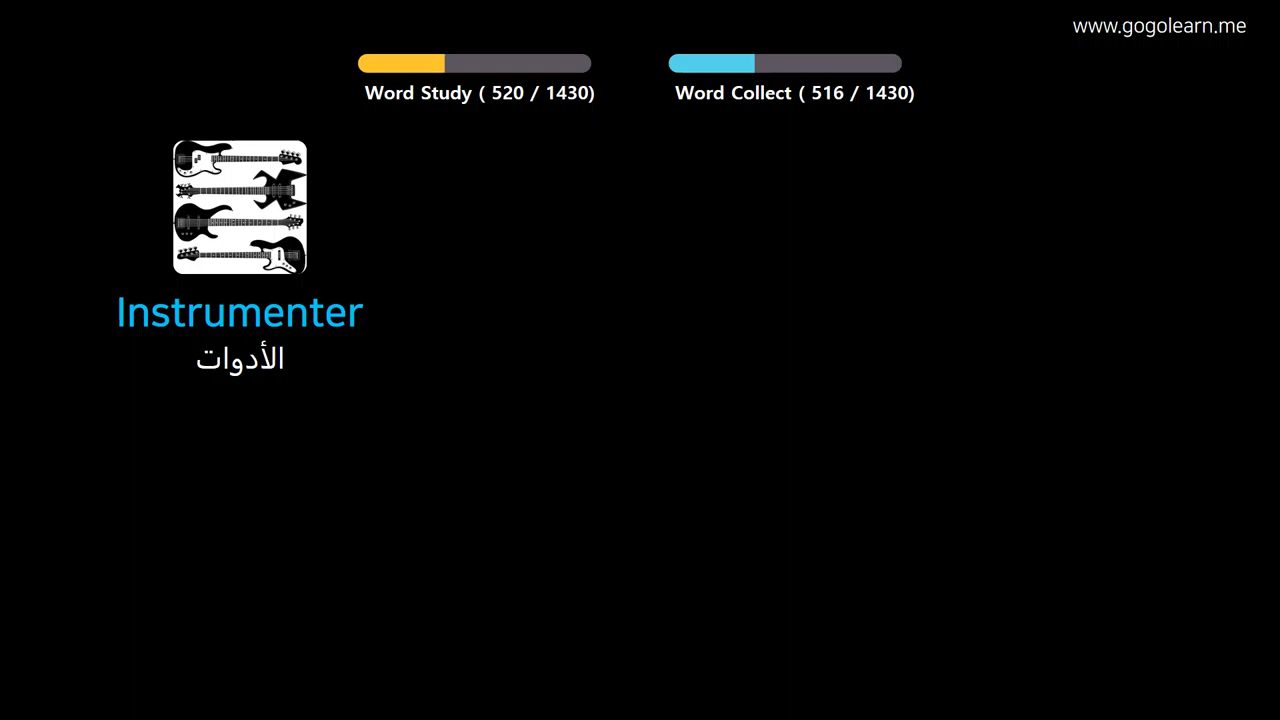 www.gogolearn.me
Word Study ( 520 / 1430)
Word Collect ( 516 / 1430)
Instrumenter
الأدوات